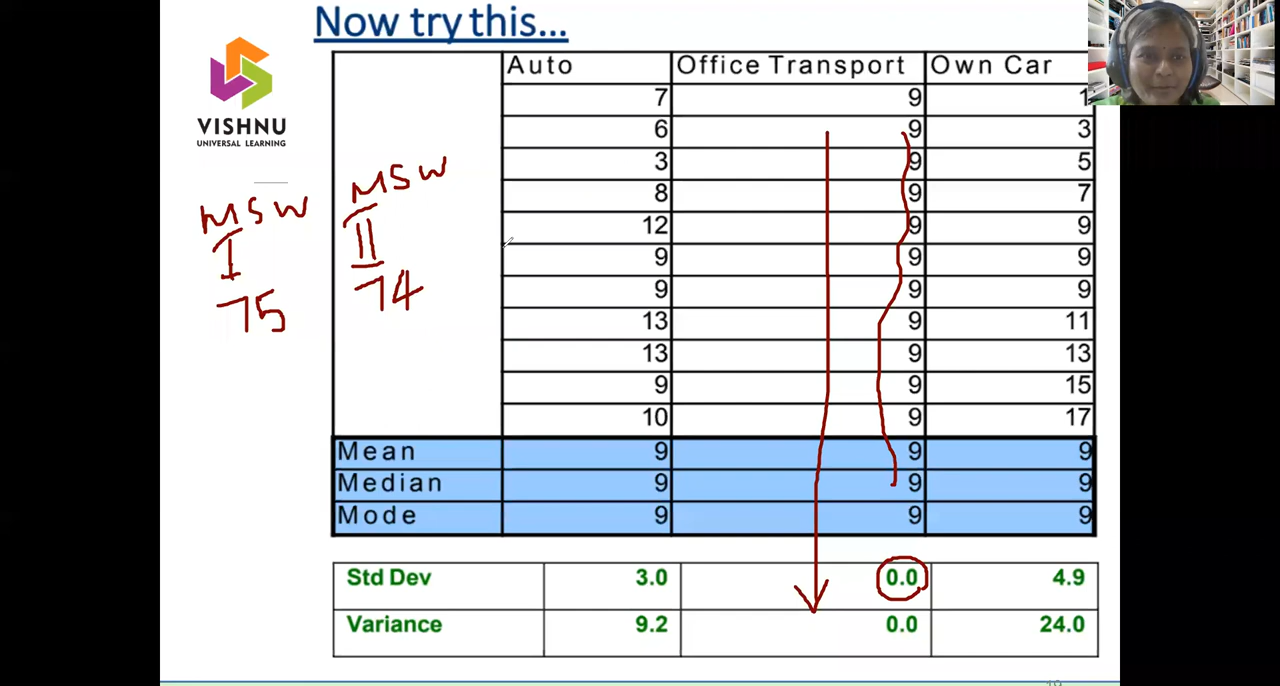 Now try this...
VISHNU
UNIVERSAL LEARNING
MSW
I
75
MSW
II
74
Auto Office Transport Own Car
7 9 1
6 9 3
3 9 5
8 9 7
12 9 9
9 9 9
9 9 9
13 9 11
13 9 13
9 9 15
10 9 17
Mean 9 9 9
Median 9 9 9
Mode 9 9 9
Std Dev 3.0 0.0 4.9
Variance 9.2 0.0 24.0